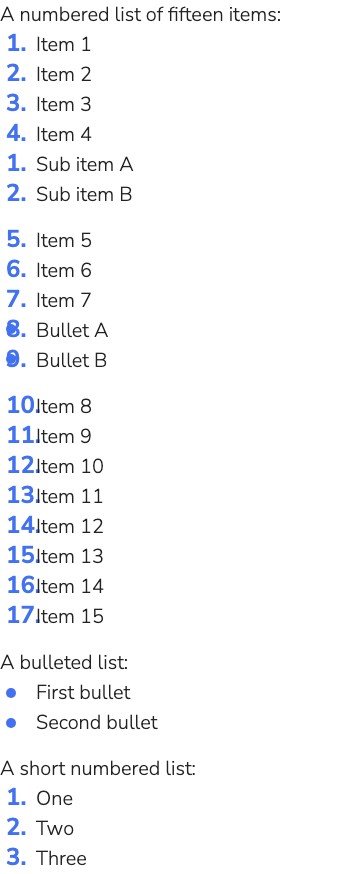 A numbered list of fifteen items:
1. Item 1
2. Item 2
3. Item 3
4. Item 4
1. Sub item A
2. Sub item B
5. Item 5
6. Item 6
7. Item 7
8. Bullet A
9. Bullet B
10. Item 8
11. Item 9
12. Item 10
13. Item 11
14. Item 12
15. Item 13
16. Item 14
17. Item 15
A bulleted list:
• First bullet
• Second bullet
A short numbered list:
1. One
2. Two
3. Three